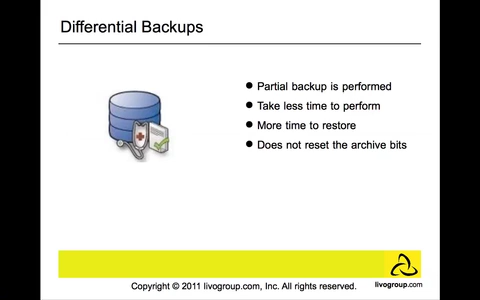 Differential Backups
● Partial backup is performed
● Take less time to perform
● More time to restore
● Does not reset the archive bits
Copyright © 2011 livogroup.com, Inc. All rights reserved.
livogroup.com